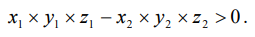 x₁ × y₁ × z₁ − x₂ × y₂ × z₂ > 0 .